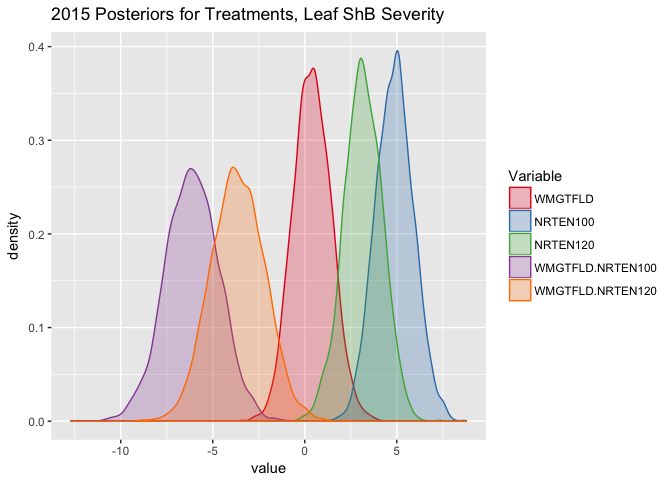 2015 Posteriors for Treatments, Leaf ShB Severity
0.4
0.3
0.2
0.1
0.0
density
-10 -5 0 5
value
Variable
WMGTFLD
NRTEN100
NRTEN120
WMGTFLD.NRTEN100
WMGTFLD.NRTEN120